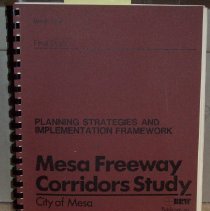 PLANNING STRATEGIES AND
IMPLEMENTATION FRAMEWORK
Mesa Freeway
Corridors Study
City of Mesa